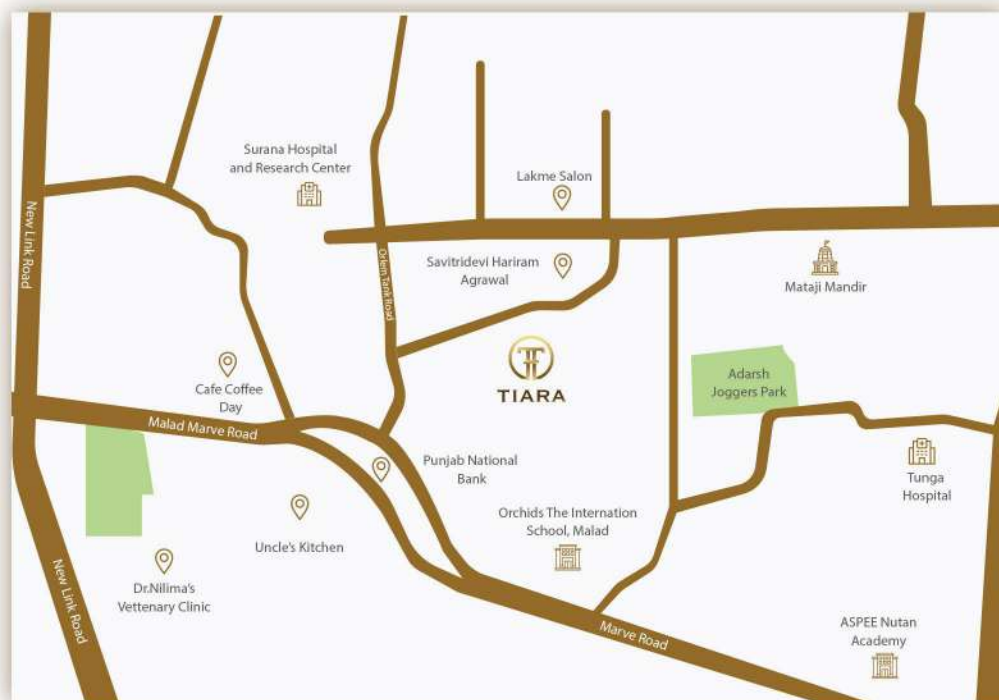 Surana Hospital
and Research Center
Lakme Salon
New Link Road
Orlem Tank Road
Savitridevi Hariram
Agrawal
Mataji Mandir
TIARA
Adarsh
Joggers Park
Cafe Coffee
Day
Malad Marve Road
Punjab National
Bank
Tunga
Hospital
Orchids The Internation
School, Malad
Uncle's Kitchen
New Link Road
Dr.Nilima's
Vettenary Clinic
Marve Road
ASPEE Nutan
Academy